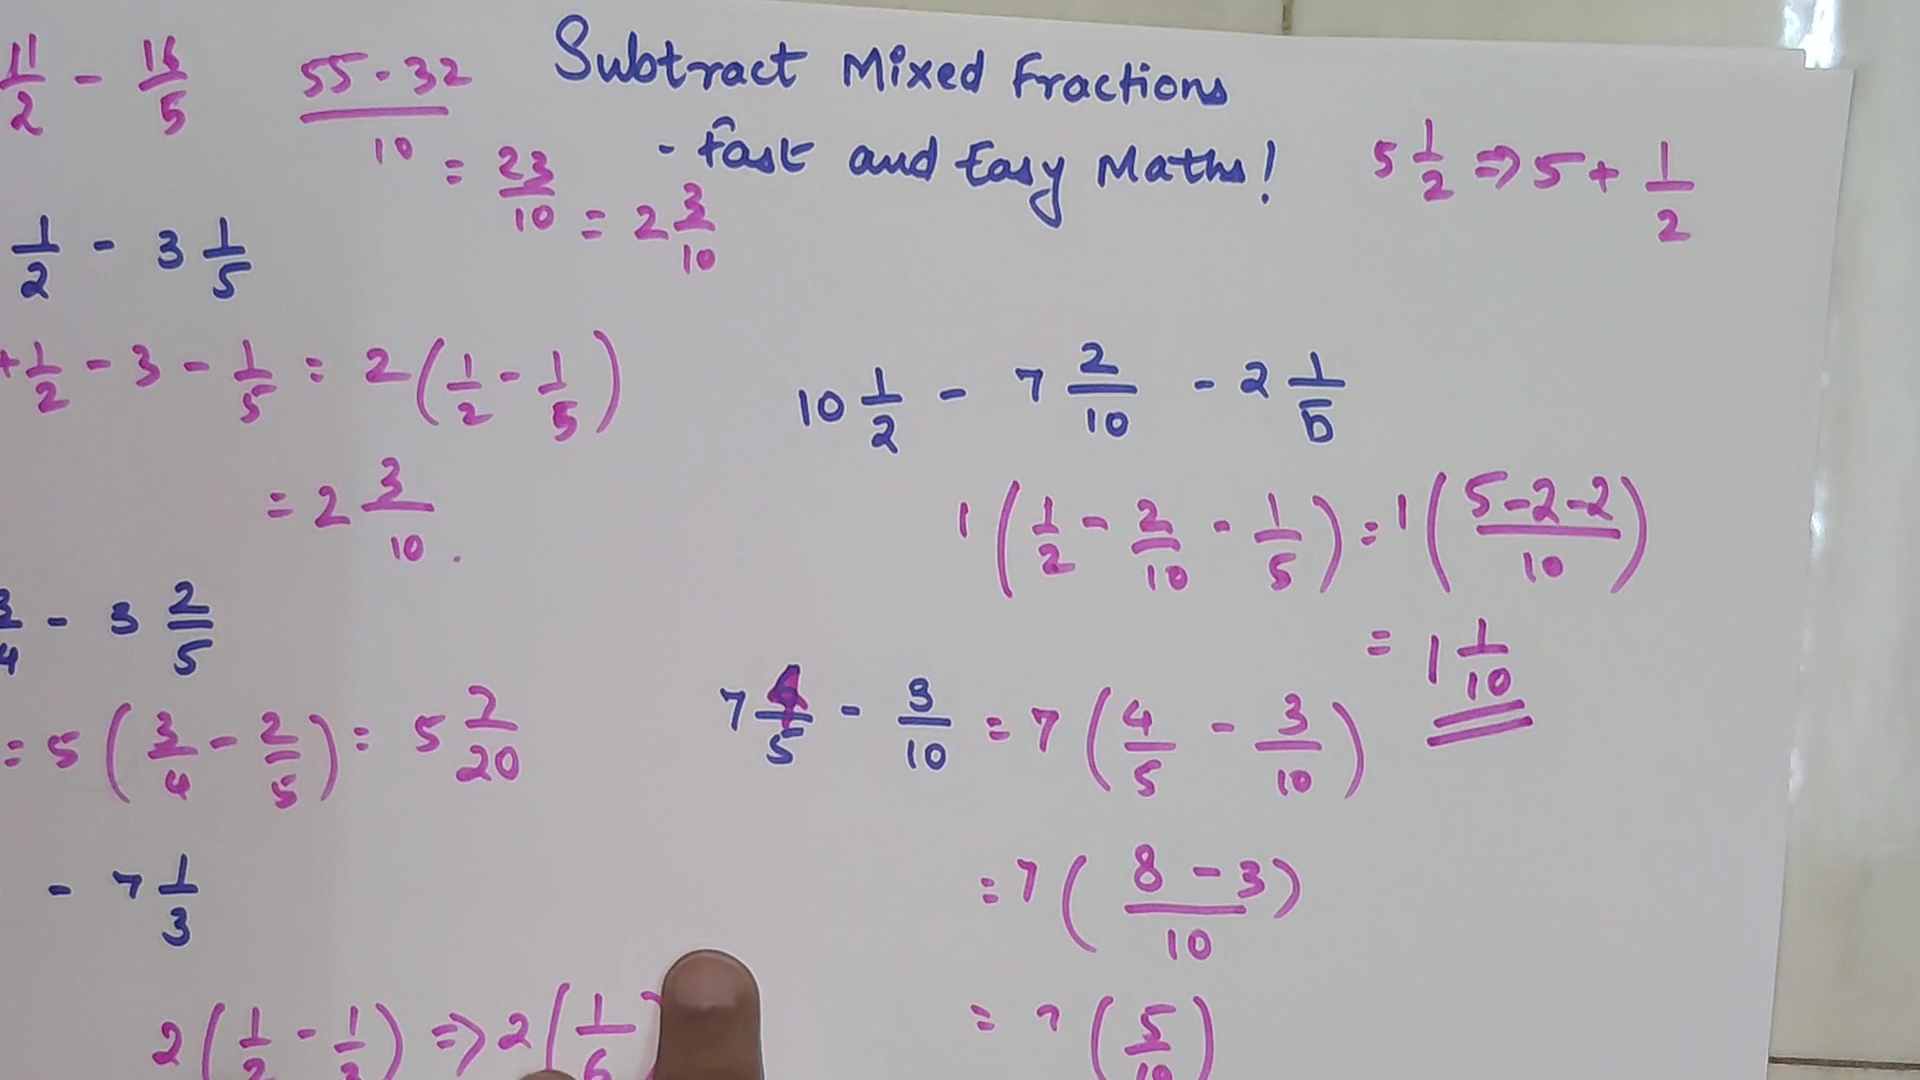 Subtract Mixed Fractions
- Fast and Easy Maths!
11/2 - 16/5
55-32/10 = 23/10 = 2 3/10
5 1/2 => 5 + 1/2
1/2 - 3 1/5
+1/2 - 3 - 1/5 = 2(1/2 - 1/5)
= 2 3/10.
3/4 - 3 2/5
= 5(3/4 - 2/5) = 5 7/20
- 7 1/3
2(1/2 - 1/3) => 2(1/6
10 1/2 - 7 2/10 - 2 1/5
1(1/2 - 2/10 - 1/5) = 1(5-2-2/10)
= 1 1/10
7 4/5 - 3/10 = 7(4/5 - 3/10)
= 7(8-3/10)
= 7(5/10)